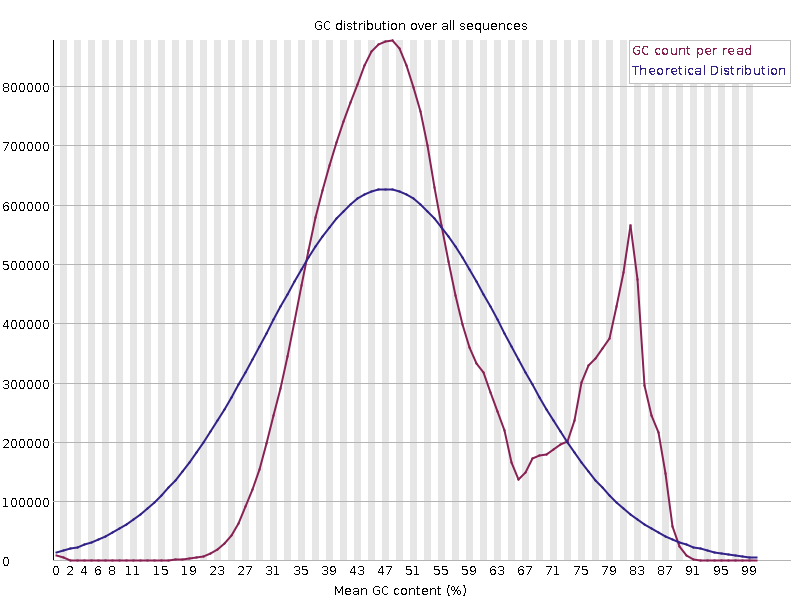 GC distribution over all sequences
GC count per read
Theoretical Distribution
800000
700000
600000
500000
400000
300000
200000
100000
0
0 2 4 6 8 11 15 19 23 27 31 35 39 43 47 51 55 59 63 67 71 75 79 83 87 91 95 99
Mean GC content (%)